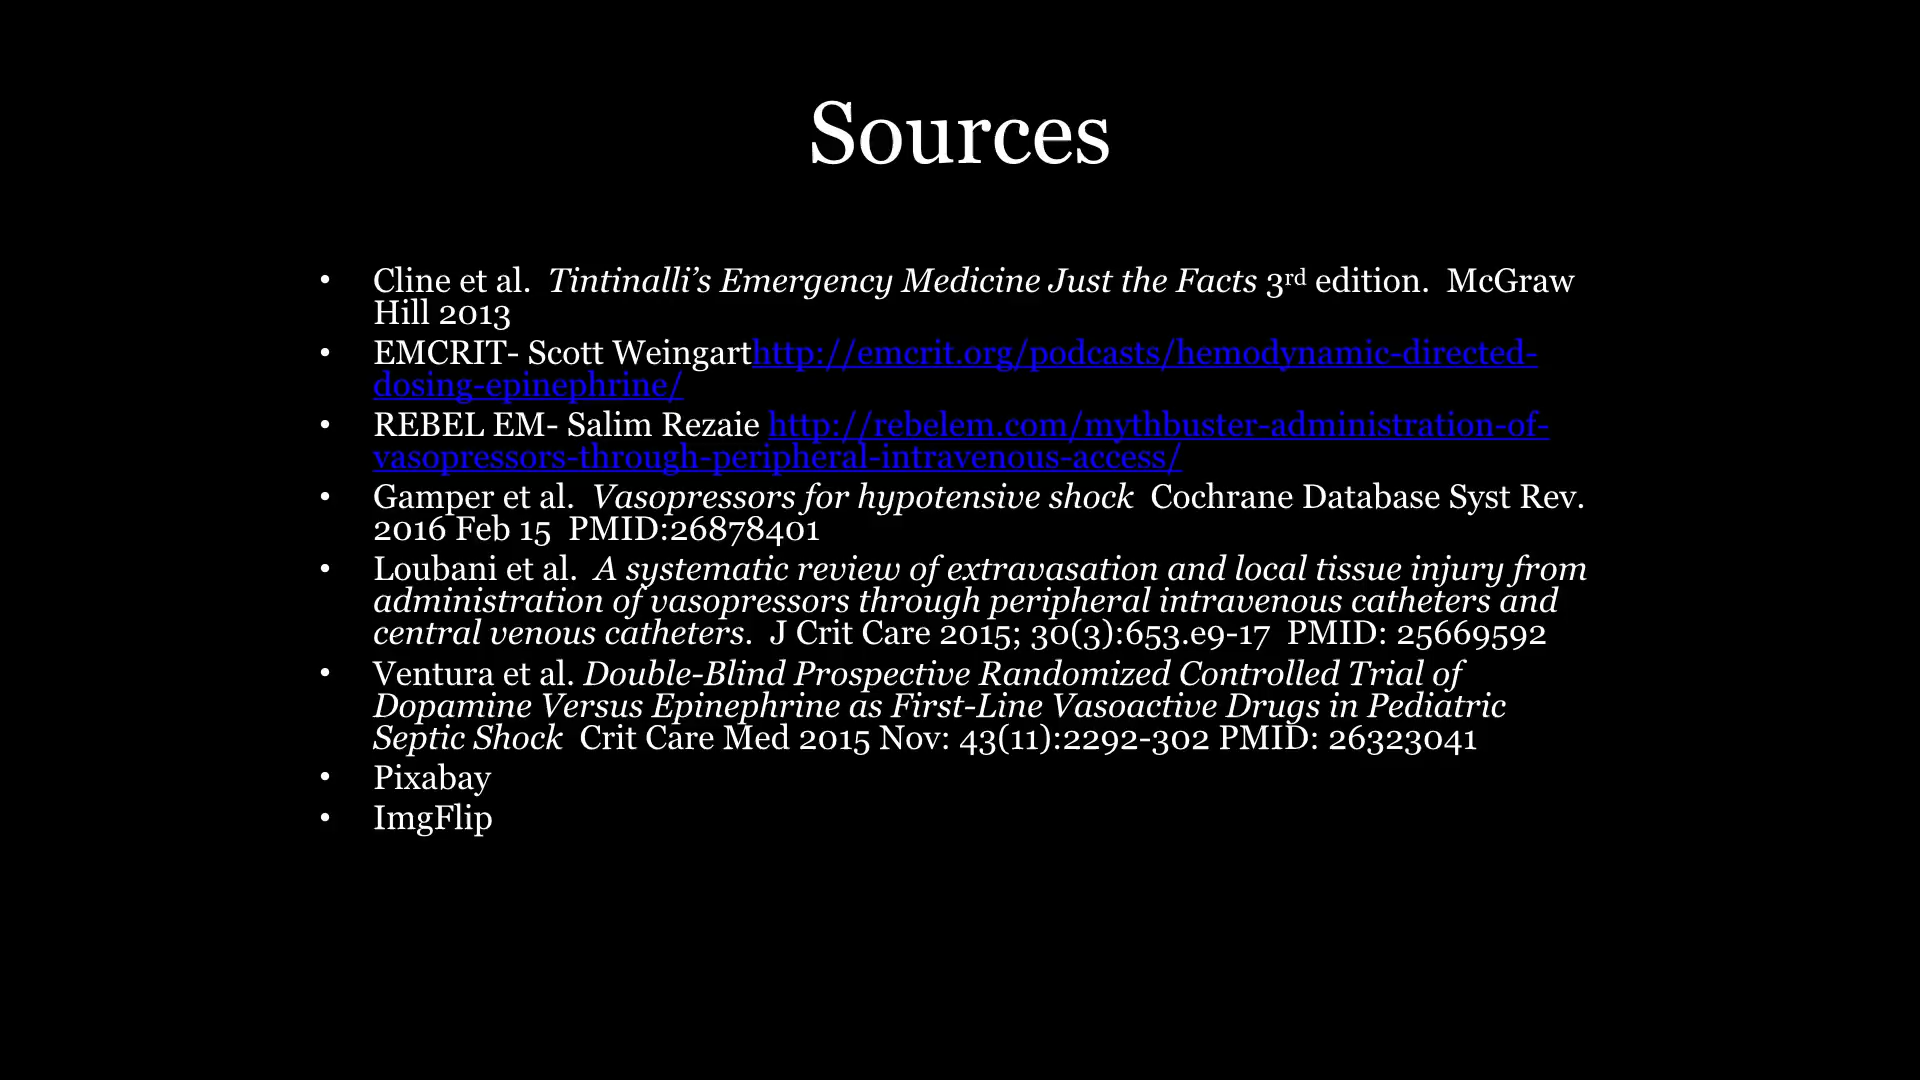 Sources
• Cline et al.  Tintinalli’s Emergency Medicine Just the Facts 3rd edition.  McGraw
Hill 2013
• EMCRIT- Scott Weingarthttp://emcrit.org/podcasts/hemodynamic-directed-
dosing-epinephrine/
• REBEL EM- Salim Rezaie http://rebelem.com/mythbuster-administration-of-
vasopressors-through-peripheral-intravenous-access/
• Gamper et al.  Vasopressors for hypotensive shock  Cochrane Database Syst Rev.
2016 Feb 15  PMID:26878401
• Loubani et al.  A systematic review of extravasation and local tissue injury from
administration of vasopressors through peripheral intravenous catheters and
central venous catheters.  J Crit Care 2015; 30(3):653.e9-17  PMID: 25669592
• Ventura et al. Double-Blind Prospective Randomized Controlled Trial of
Dopamine Versus Epinephrine as First-Line Vasoactive Drugs in Pediatric
Septic Shock  Crit Care Med 2015 Nov: 43(11):2292-302 PMID: 26323041
• Pixabay
• ImgFlip